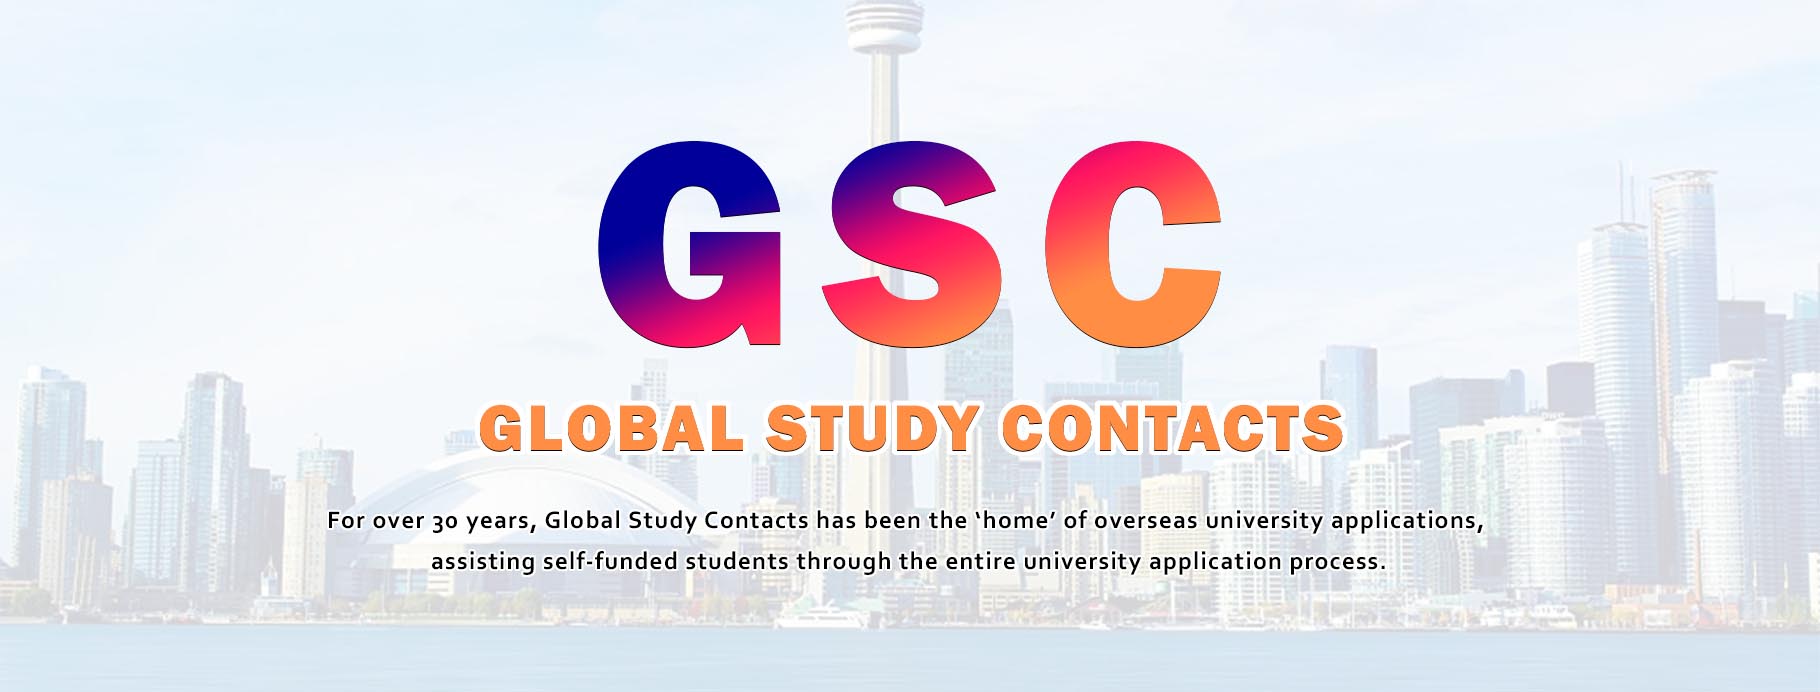 GSC
GLOBAL STUDY CONTACTS
For over 30 years, Global Study Contacts has been the ‘home’ of overseas university applications,
assisting self-funded students through the entire university application process.